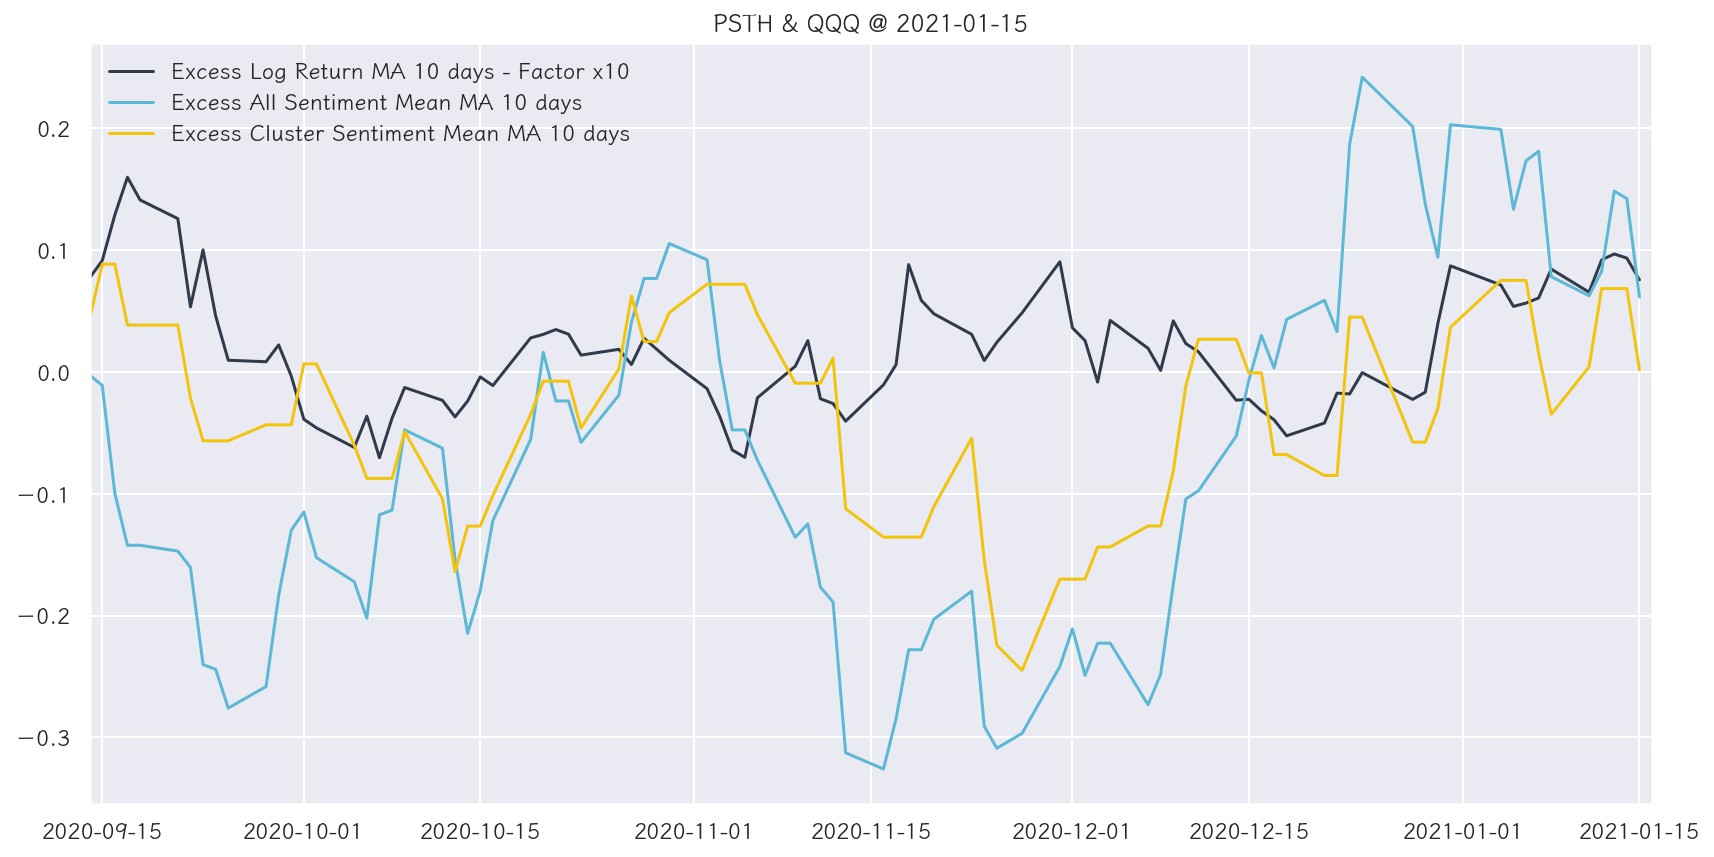 PSTH & QQQ @ 2021-01-15
Excess Log Return MA 10 days - Factor x10
Excess All Sentiment Mean MA 10 days
Excess Cluster Sentiment Mean MA 10 days
0.2
0.1
0.0
−0.1
−0.2
−0.3
2020-09-15 2020-10-01 2020-10-15 2020-11-01 2020-11-15 2020-12-01 2020-12-15 2021-01-01 2021-01-15